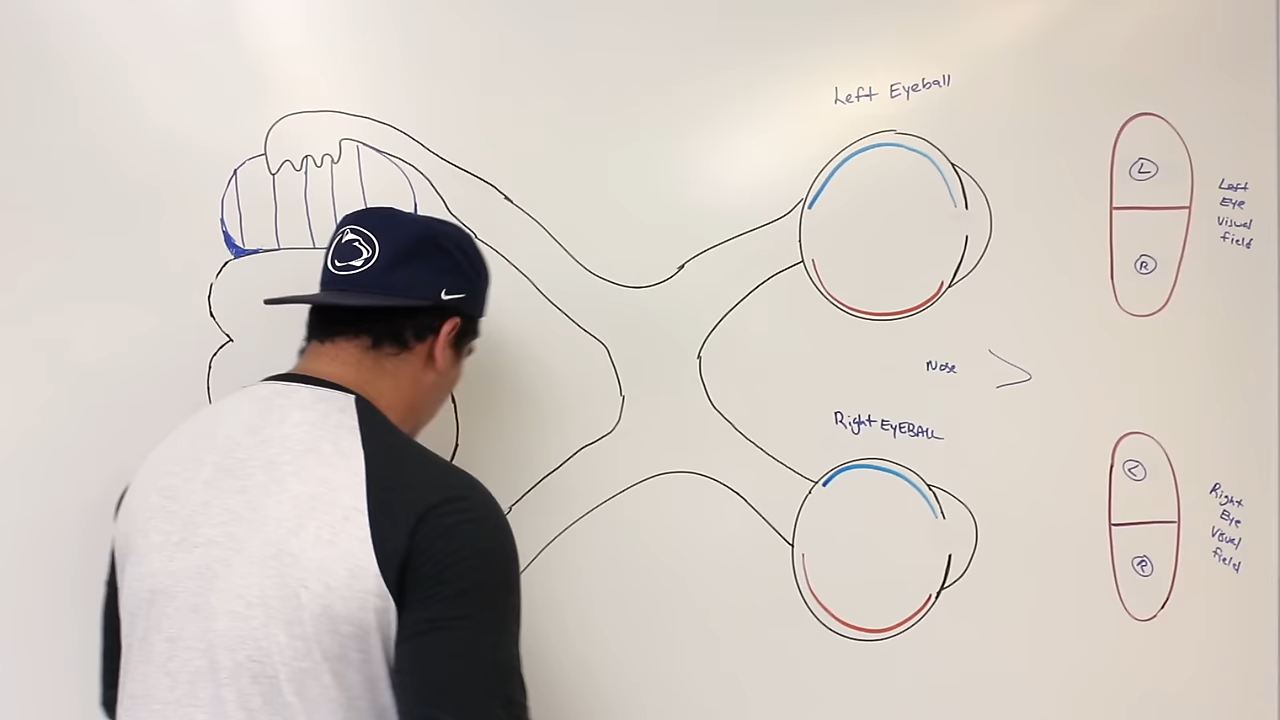 Left Eyeball
L
R
Left
Eye
Visual
field
Nose
Right EyEBALL
L
R
Right
Eye
Visual
field